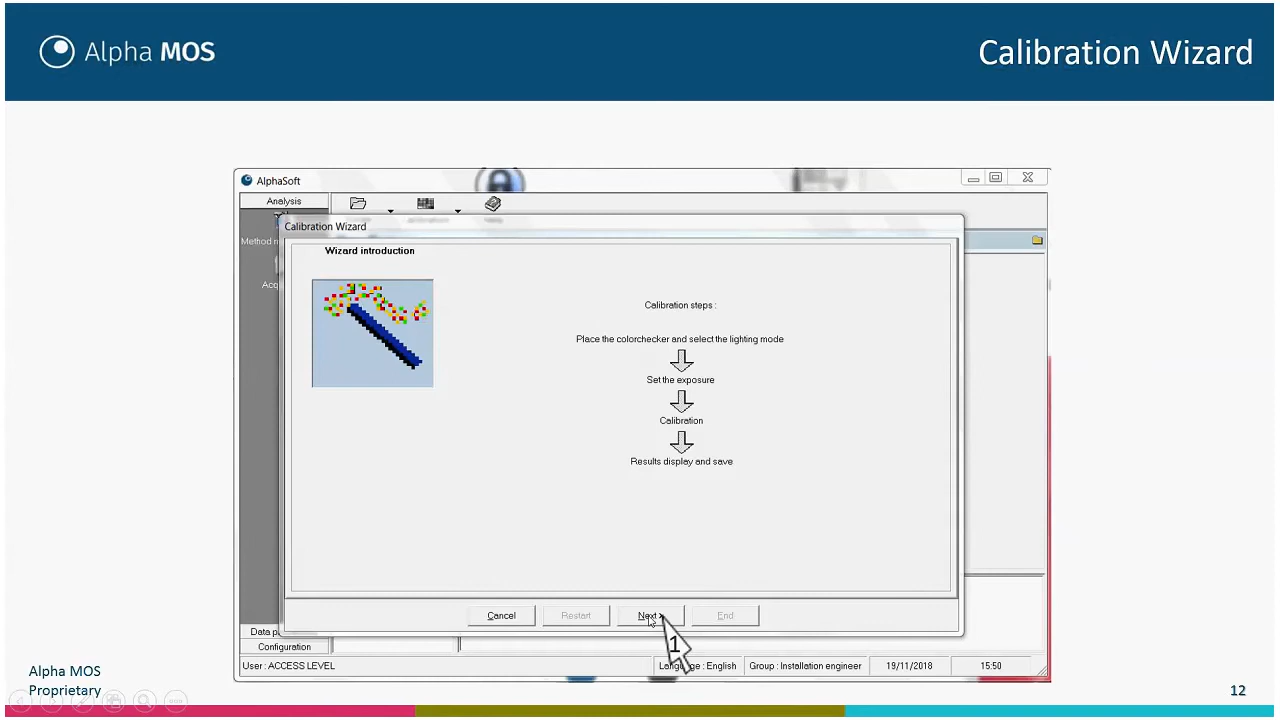 Alpha MOS
Calibration Wizard
AlphaSoft
Analysis
Calibration Wizard
Method
Wizard introduction
Calibration steps :
Place the colorchecker and select the lighting mode
Set the exposure
Calibration
Results display and save
Cancel
Restart
Next >
End
1
Data
Configuration
User : ACCESS LEVEL
: English
Group : Installation engineer
19/11/2018
15:50
Alpha MOS
Proprietary
12